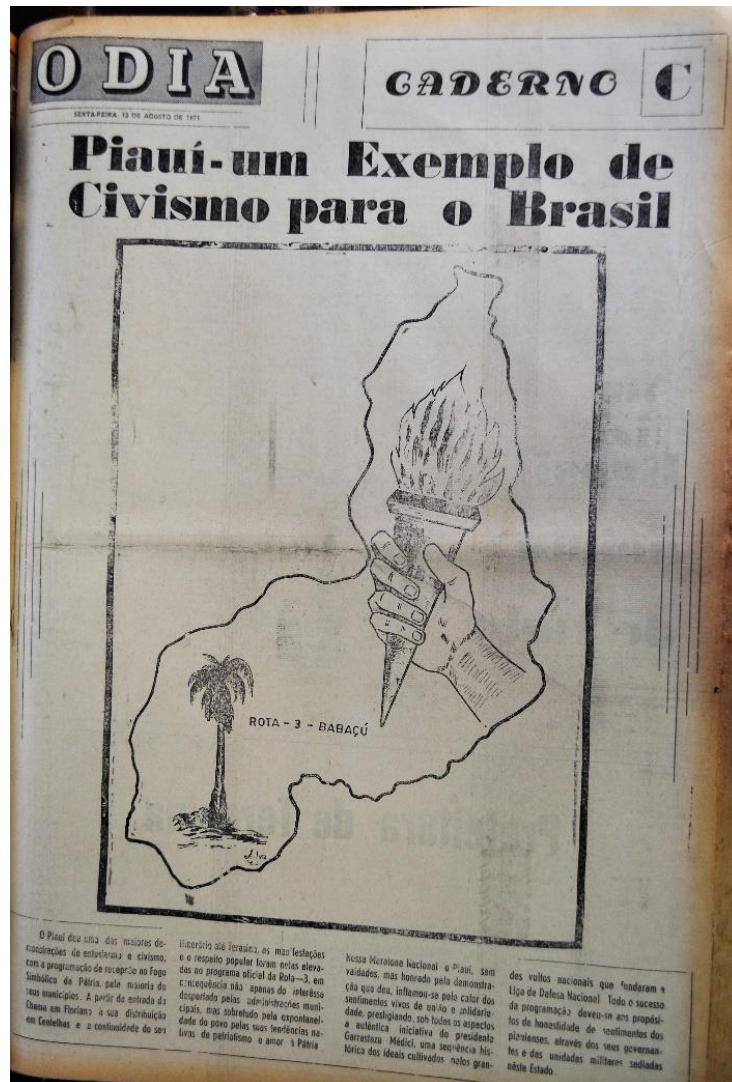 O DIA
CADERNO C
SEXTA-FEIRA, 13 DE AGOSTO DE 1971
Piauí-um Exemplo de
Civismo para o Brasil
ROTA - 3 - BABAÇÚ
O Piauí deu uma das maiores de-
monstrações de entusiasmo e civismo,
com a programação de recepção ao Fogo
Simbólico da Pátria, pela maioria de
seus municípios. A partir da entrada da
Chama em Floriano a sua distribuição
em Centelhas e a continuidade do seu
itinerário até Teresina, as manifestações
e o respeito popular foram notas eleva-
das no programa oficial da Rota—3, em
consequência não apenas do interêsse
despertado pelas administrações muni-
cipais, mas sobretudo pela expontanei-
dade do povo pelas suas tendências na-
tivas de patriotismo e amor à Pátria
Nossa Maratona Nacional o Piauí, sem
vaidades, mas honrado pela demonstra-
ção que deu, inflamou-se pelo calor dos
sentimentos vivos de união e solidarie-
dade, prestigiando, sob todos os aspectos
a autêntica iniciativa do presidente
Garrastazu Médici, uma sequência his-
tórica dos ideais cultivados pelos gran-
des vultos nacionais que fundaram a
Liga de Defesa Nacional. Todo o sucesso
da programação deveu-se aos propósi-
tos de honestidade de sentimentos dos
piauienses, através dos seus governan-
tes e das unidades militares sediadas
nêste Estado.